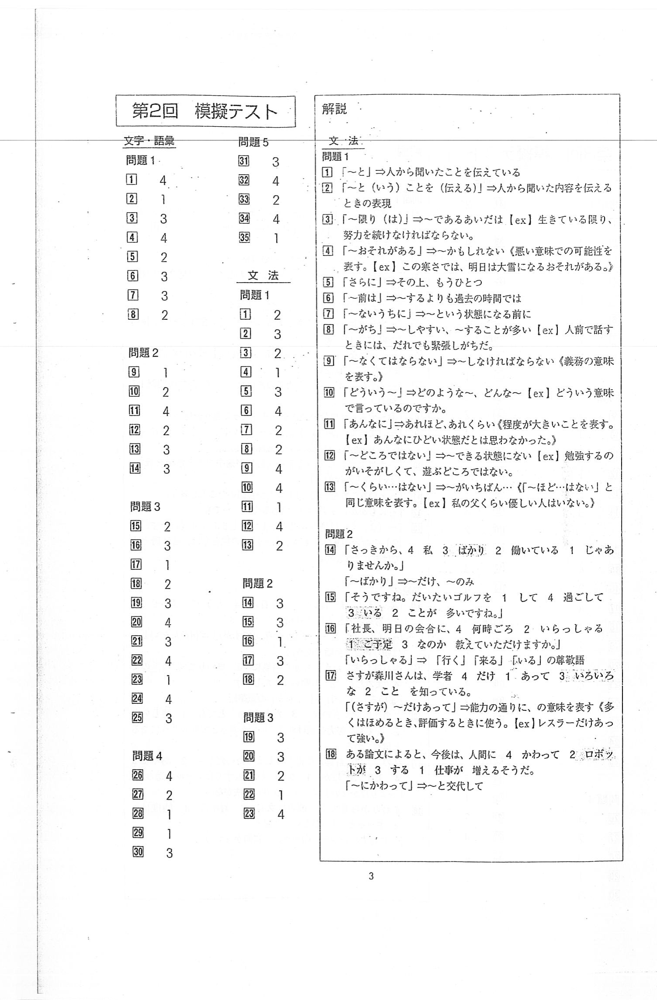 第2回 模擬テスト
文字・語彙
問題1
1 4
2 1
3 3
4 4
5 2
6 3
7 3
8 2
問題2
9 1
10 2
11 4
12 2
13 3
14 3
問題3
15 2
16 3
17 1
18 2
19 3
20 4
21 3
22 4
23 1
24 4
25 3
問題4
26 4
27 2
28 1
29 1
30 3
問題5
31 3
32 4
33 2
34 4
35 1
文 法
問題1
1 2
2 3
3 2
4 1
5 3
6 4
7 2
8 2
9 4
10 4
11 1
12 4
13 2
問題2
14 3
15 3
16 1
17 3
18 2
問題3
19 3
20 3
21 2
22 1
23 4
解説
文 法
問題1
1 「～と」⇒人から聞いたことを伝えている
2 「～と（いう）ことを（伝える）」⇒人から聞いた内容を伝える
ときの表現
3 「～限り（は）」⇒～であるあいだは【ex】生きている限り、
努力を続けなければならない。
4 「～おそれがある」⇒～かもしれない《悪い意味での可能性を
表す。【ex】この寒さでは、明日は大雪になるおそれがある。》
5 「さらに」⇒その上、もうひとつ
6 「～前は」⇒～するよりも過去の時間では
7 「～ないうちに」⇒～という状態になる前に
8 「～がち」⇒～しやすい、～することが多い【ex】人前で話す
ときには、だれでも緊張しがちだ。
9 「～なくてはならない」⇒～しなければならない《義務の意味
を表す。》
10 「どういう～」⇒どのような～、どんな～【ex】どういう意味
で言っているのですか。
11 「あんなに」⇒あれほど、あれくらい《程度が大きいことを表す。
【ex】あんなにひどい状態だとは思わなかった。》
12 「～どころではない」⇒～できる状態にない【ex】勉強するの
がいそがしくて、遊ぶどころではない。
13 「～くらい…はない」⇒～がいちばん…《「～ほど…はない」と
同じ意味を表す。【ex】私の父くらい優しい人はいない。》
問題2
14 「さっきから、4 私 3 ばかり 2 働いている 1 じゃあ
りませんか。」
「～ばかり」⇒～だけ、～のみ
15 「そうですね。だいたいゴルフを 1 して 4 過ごして
3 いる 2 ことが 多いですね。」
16 「社長、明日の会合に、4 何時ごろ 2 いらっしゃる
1 ご予定 3 なのか 教えていただけますか。」
「いらっしゃる」⇒「行く」「来る」「いる」の尊敬語
17 さすが森川さんは、学者 4 だけ 1 あって 3 いろいろ
な 2 こと を知っている。
「（さすが）～だけあって」⇒能力の通りに、の意味を表す《多
くはほめるとき、評価するときに使う。【ex】レスラーだけあっ
て強い。》
18 ある論文によると、今後は、人間に 4 かわって 2 ロボッ
トが 3 する 1 仕事が 増えるそうだ。
「～にかわって」⇒～と交代して
3